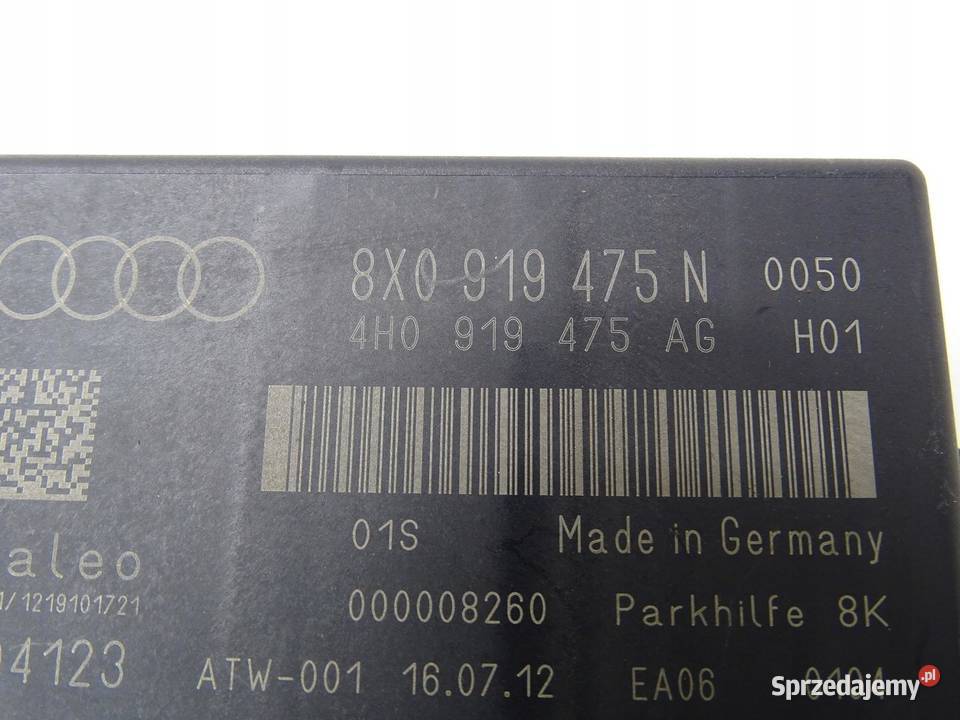 8X0 919 475 N 0050
4H0 919 475 AG H01
01S Made in Germany
aleo
/1219101721
000008260 Parkhilfe 8K
4123
ATW-001 16.07.12 EA06
Sprzedajemy.pl